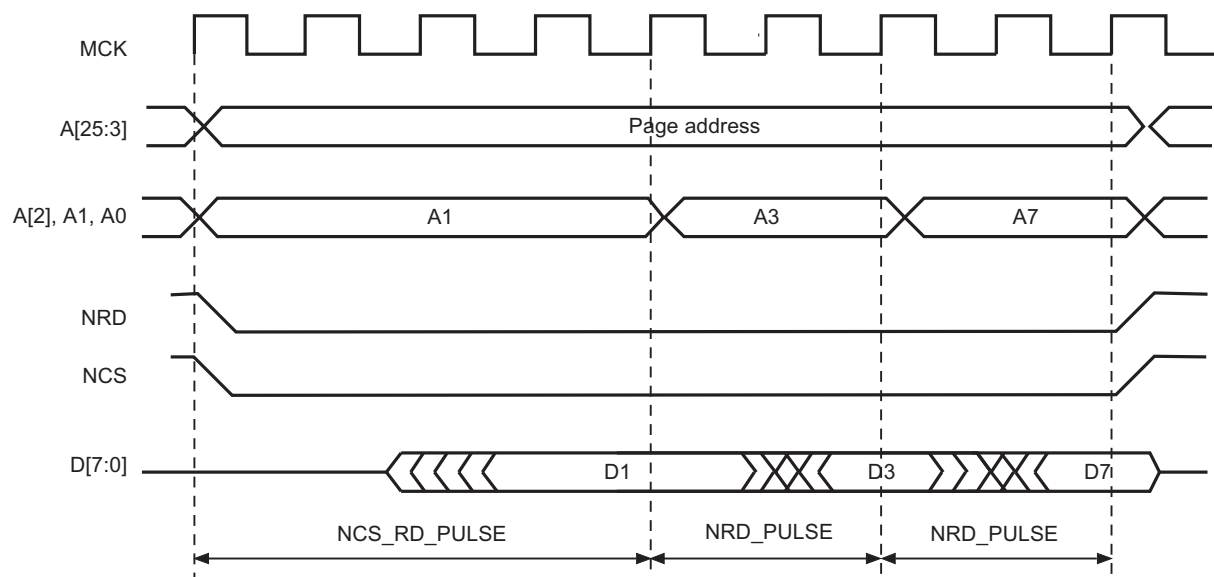 MCK
A[25:3]
Page address
A[2], A1, A0
A1
A3
A7
NRD
NCS
D[7:0]
D1
D3
D7
NCS_RD_PULSE
NRD_PULSE
NRD_PULSE